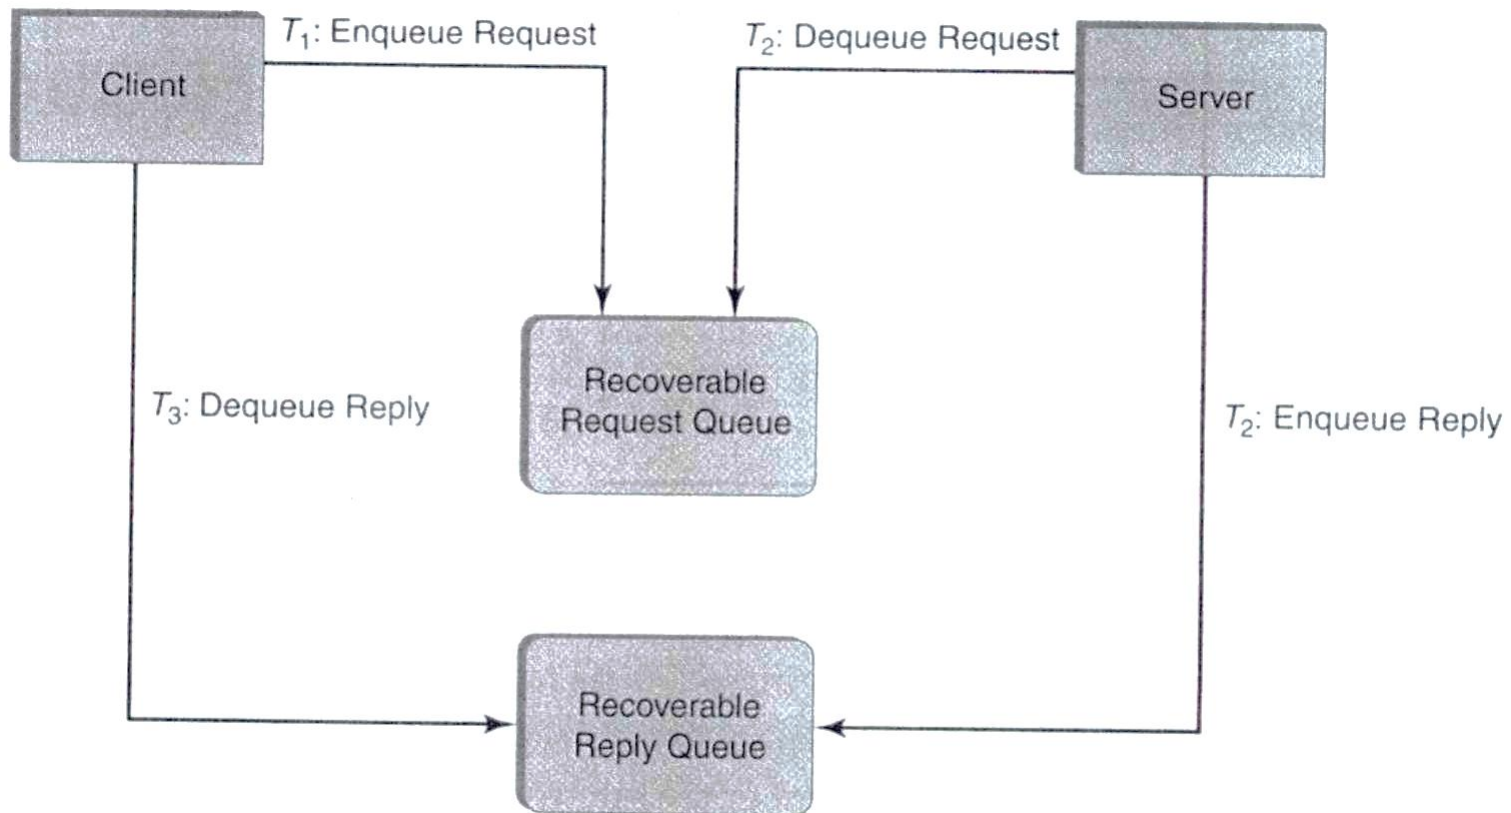 T₁: Enqueue Request
T₂: Dequeue Request
Client
Server
Recoverable
Request Queue
T₃: Dequeue Reply
T₂: Enqueue Reply
Recoverable
Reply Queue